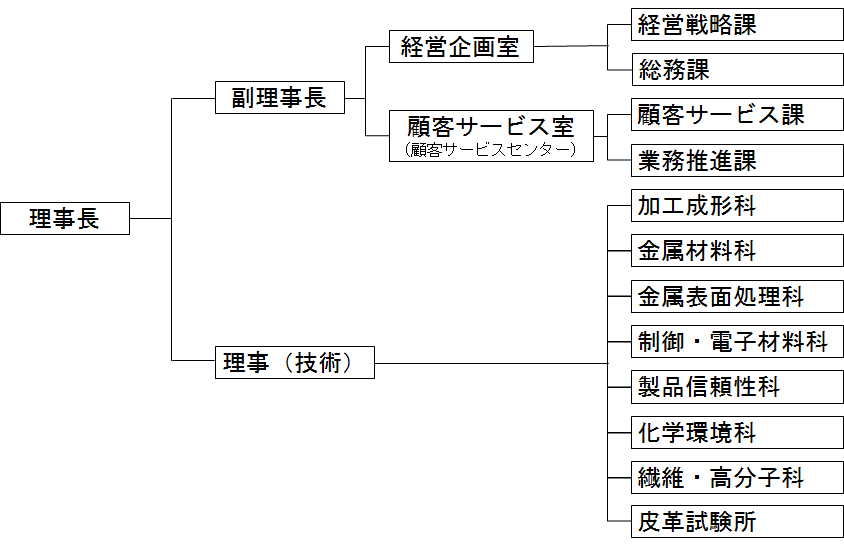 理事長
副理事長
経営企画室
経営戦略課
総務課
顧客サービス室
(顧客サービスセンター)
顧客サービス課
業務推進課
理事（技術）
加工成形科
金属材料科
金属表面処理科
制御・電子材料科
製品信頼性科
化学環境科
繊維・高分子科
皮革試験所